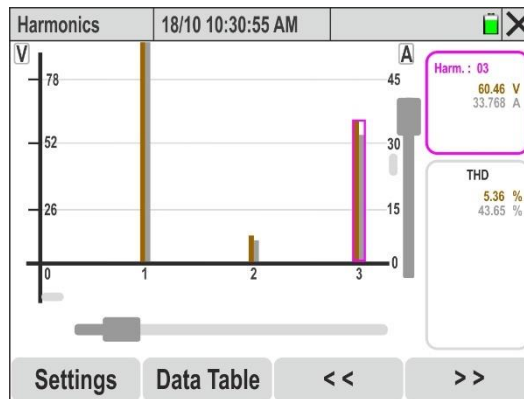 Harmonics 18/10 10:30:55 AM X
V A
78 45
52 30
26 15
0
0 1 2 3
Harm. : 03
60.46 V
33.768 A
THD
5.36 %
43.65 %
Settings Data Table << >>